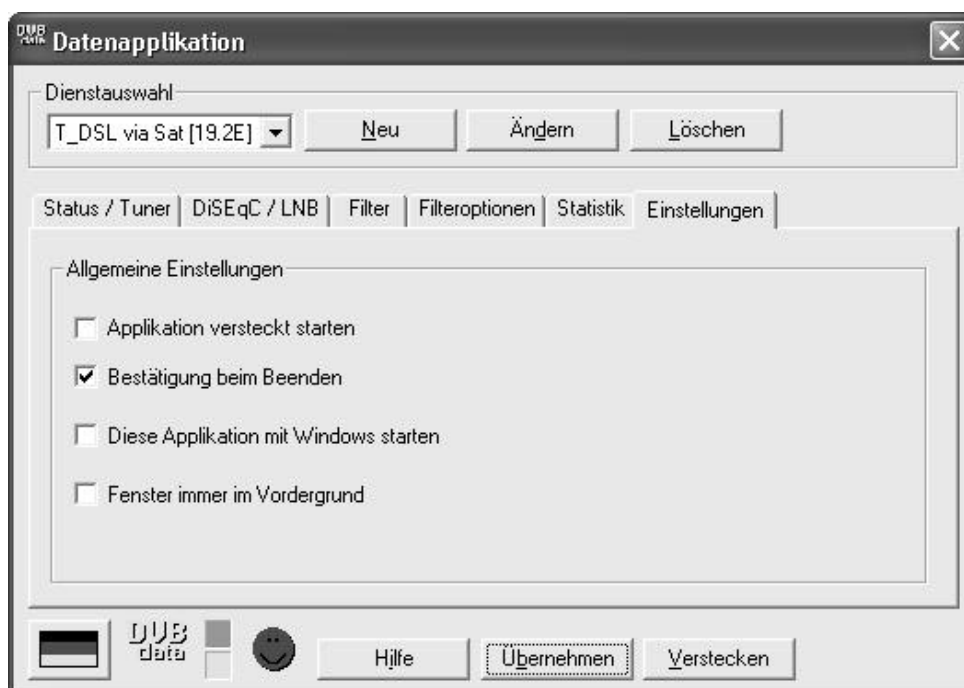 DVB data Datenapplikation
Dienstauswahl
T_DSL via Sat [19.2E] Neu Ändern Löschen
Status / Tuner DiSEqC / LNB Filter Filteroptionen Statistik Einstellungen
Allgemeine Einstellungen
Applikation versteckt starten
Bestätigung beim Beenden
Diese Applikation mit Windows starten
Fenster immer im Vordergrund
DVB
data
Hilfe Übernehmen Verstecken